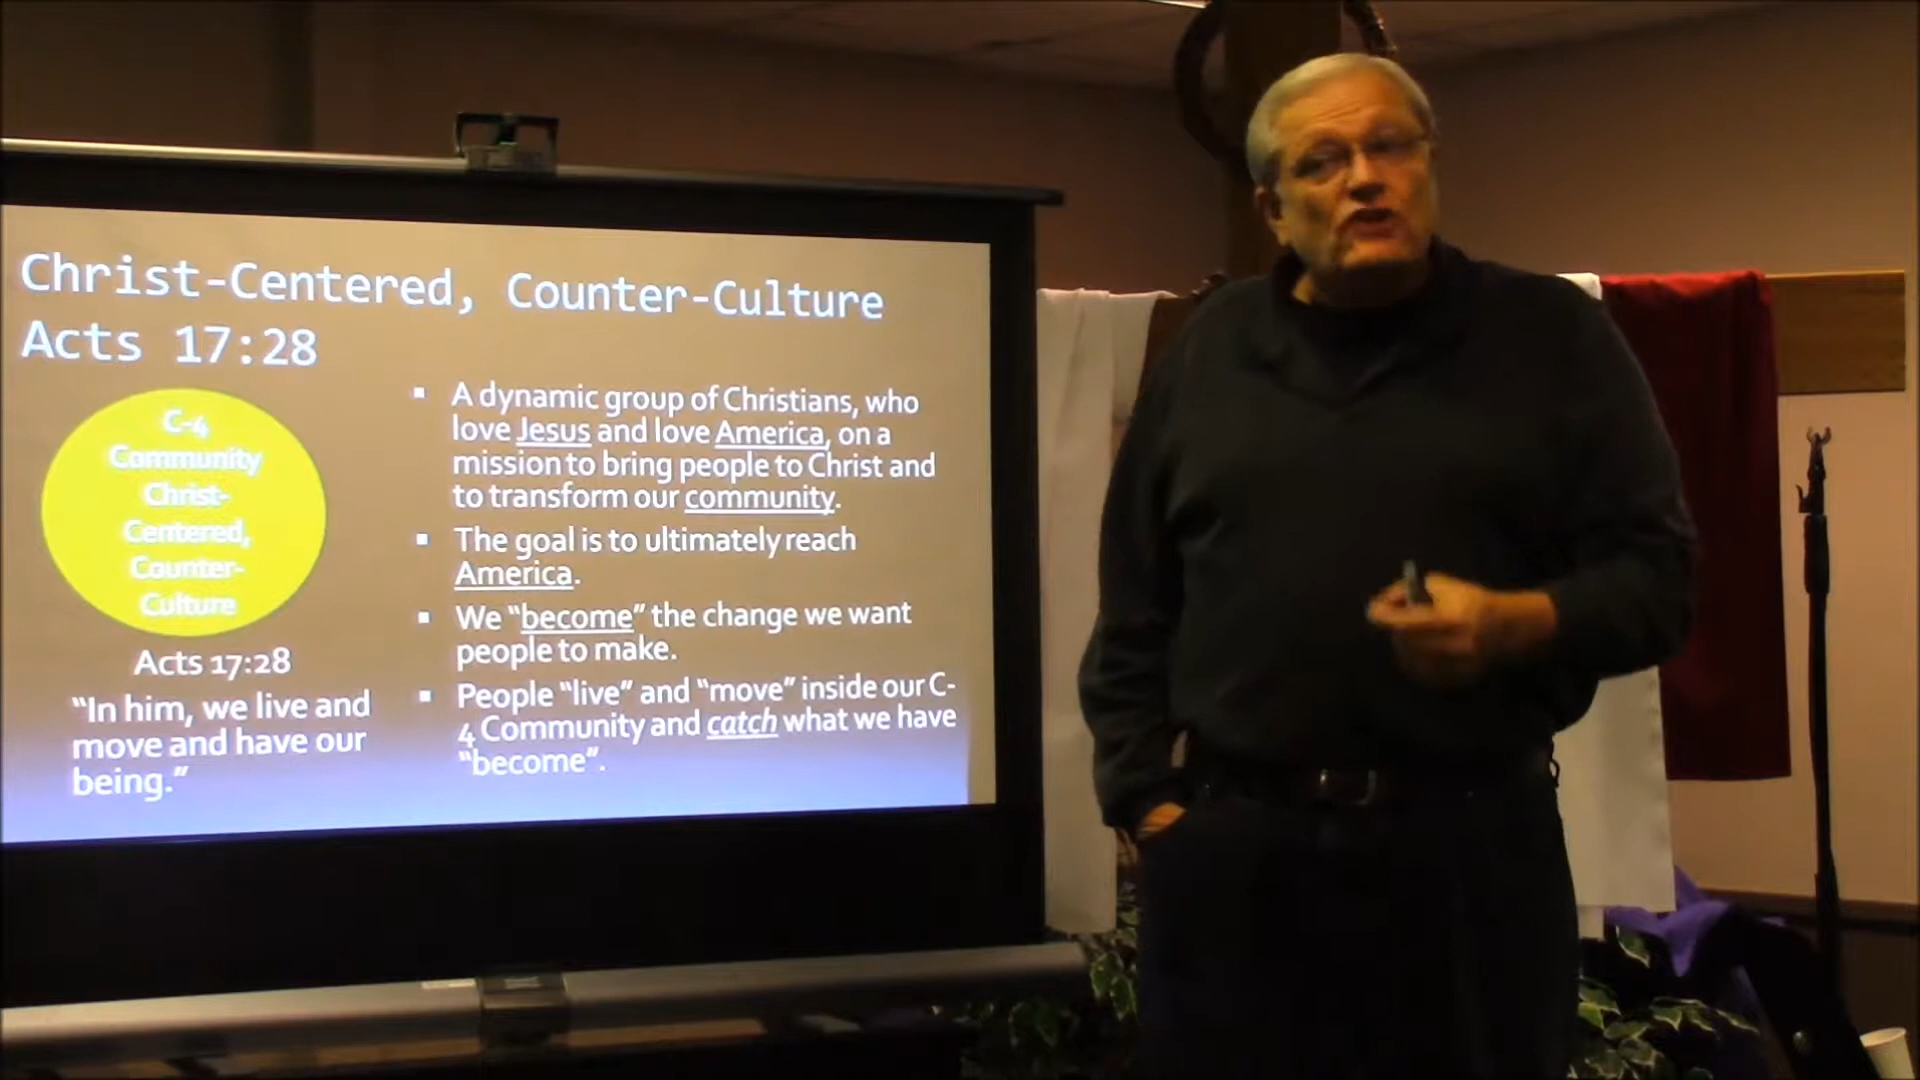 Christ-Centered, Counter-Culture
Acts 17:28
C-4
Community
Christ-
Centered,
Counter-
Culture
Acts 17:28
“In him, we live and
move and have our
being.”
▪ A dynamic group of Christians, who
love Jesus and love America, on a
mission to bring people to Christ and
to transform our community.
▪ The goal is to ultimately reach
America.
▪ We “become” the change we want
people to make.
▪ People “live” and “move” inside our C-
4 Community and catch what we have
“become”.